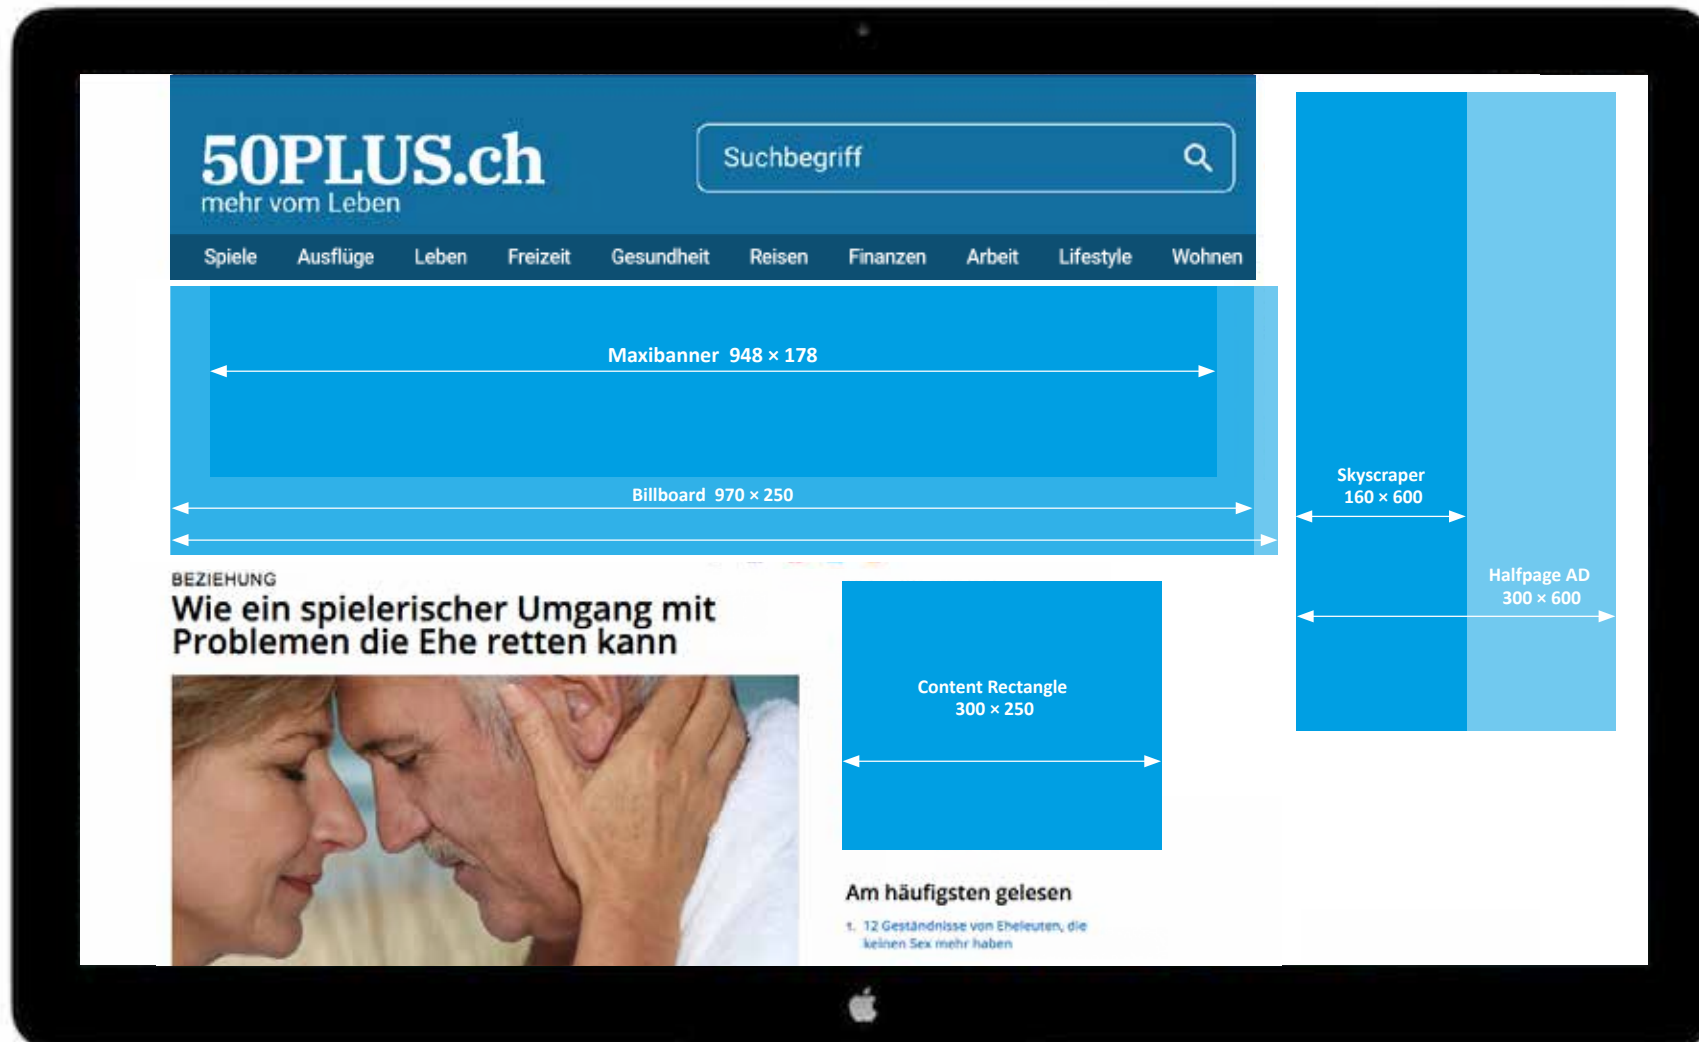 50PLUS.ch
mehr vom Leben
Suchbegriff
Spiele Ausflüge Leben Freizeit Gesundheit Reisen Finanzen Arbeit Lifestyle Wohnen
Maxibanner 948 × 178
Billboard 970 × 250
Skyscraper
160 × 600
Halfpage AD
300 × 600
BEZIEHUNG
Wie ein spielerischer Umgang mit
Problemen die Ehe retten kann
Content Rectangle
300 × 250
Am häufigsten gelesen
1. 12 Geständnisse von Eheleuten, die
keinen Sex mehr haben